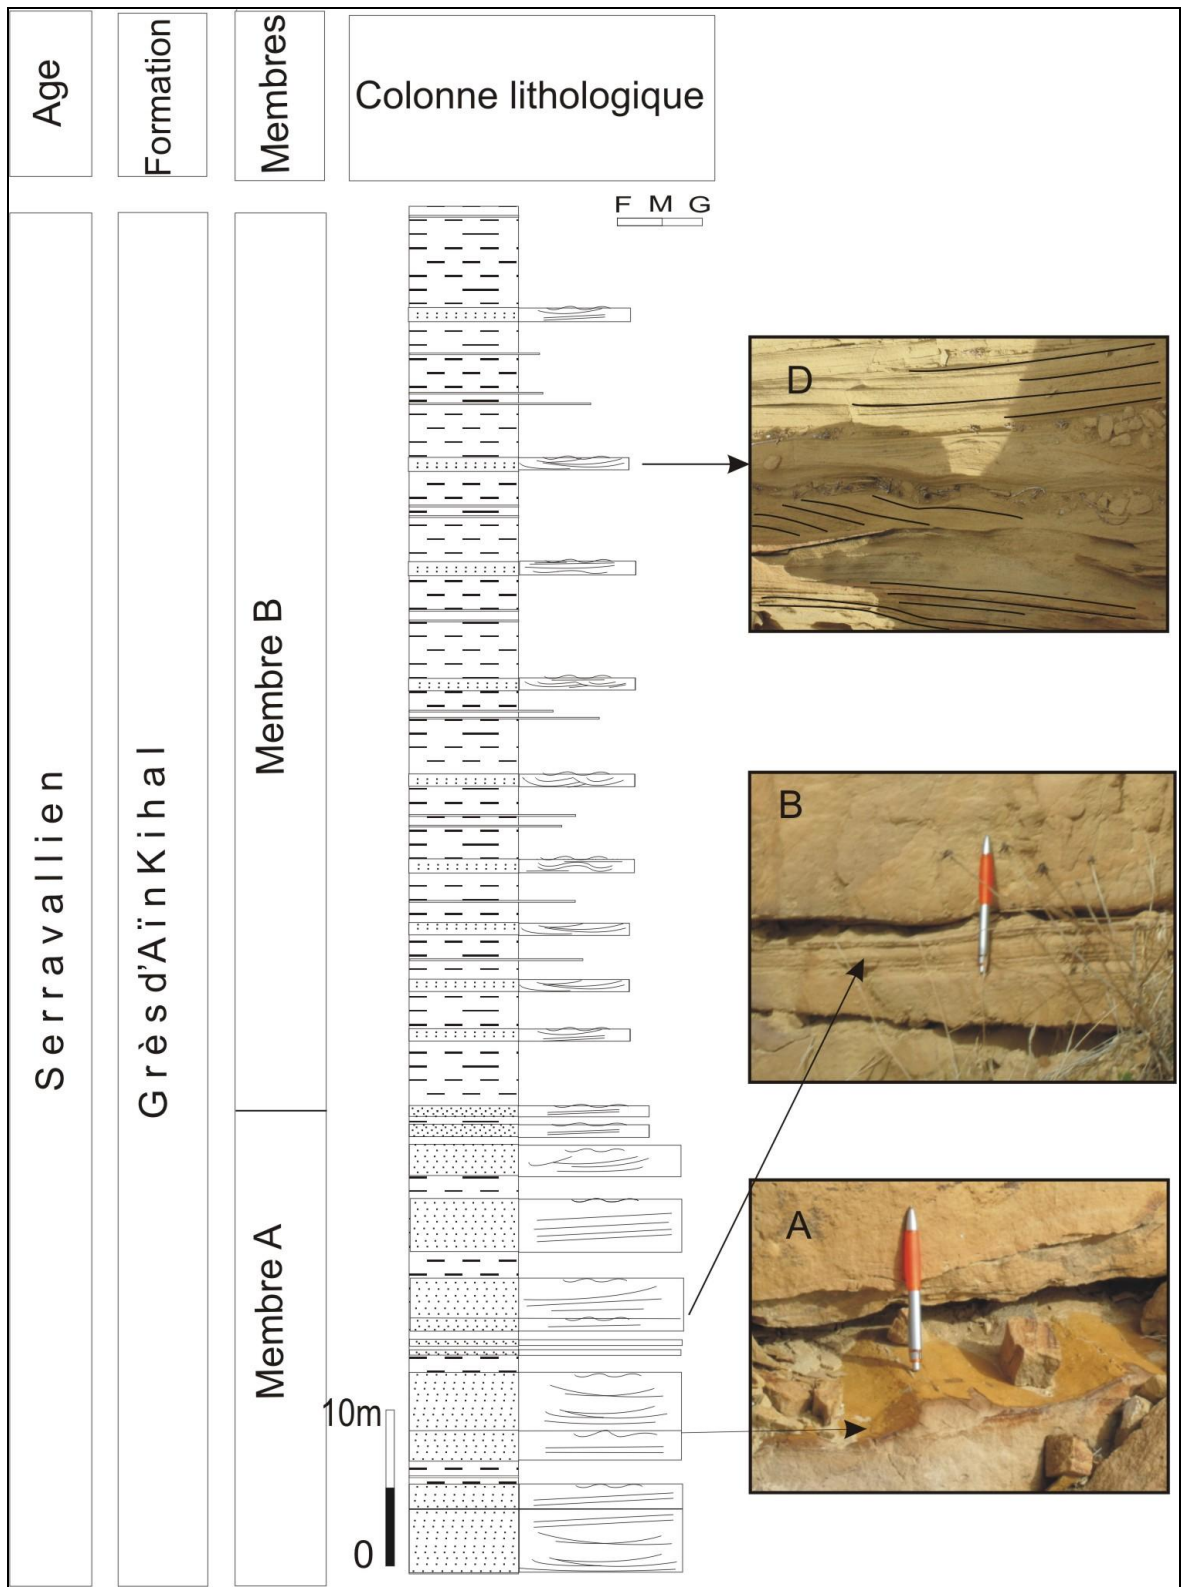 Age
Formation
Membres
Colonne lithologique
F M G
Serravallien
Grès d'Aïn Kihal
Membre B
Membre A
D
B
A
10m
0